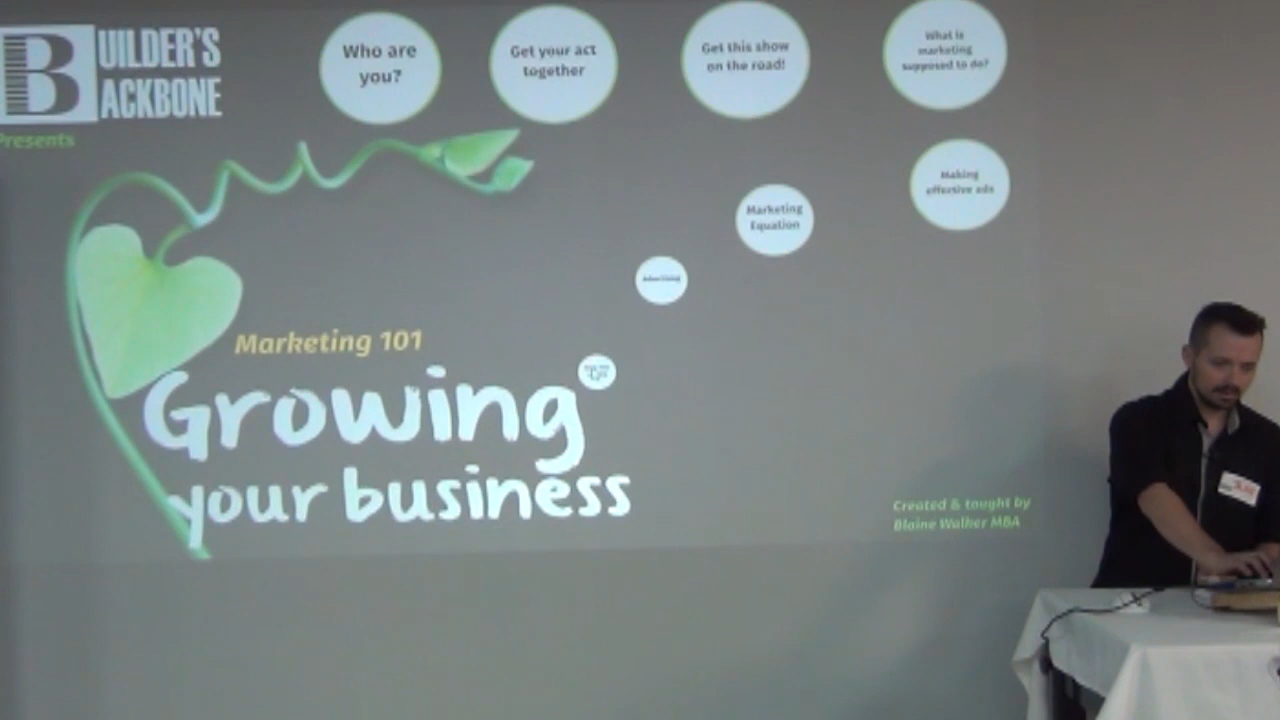 BUILDER'S
BACKBONE
Presents
Who are
you?
Get your act
together
Get this show
on the road!
What is
marketing
supposed to do?
Making
effective ads
Marketing
Equation
Advertising
Marketing 101
Growing
your business
Created & taught by
Blaine Walker MBA